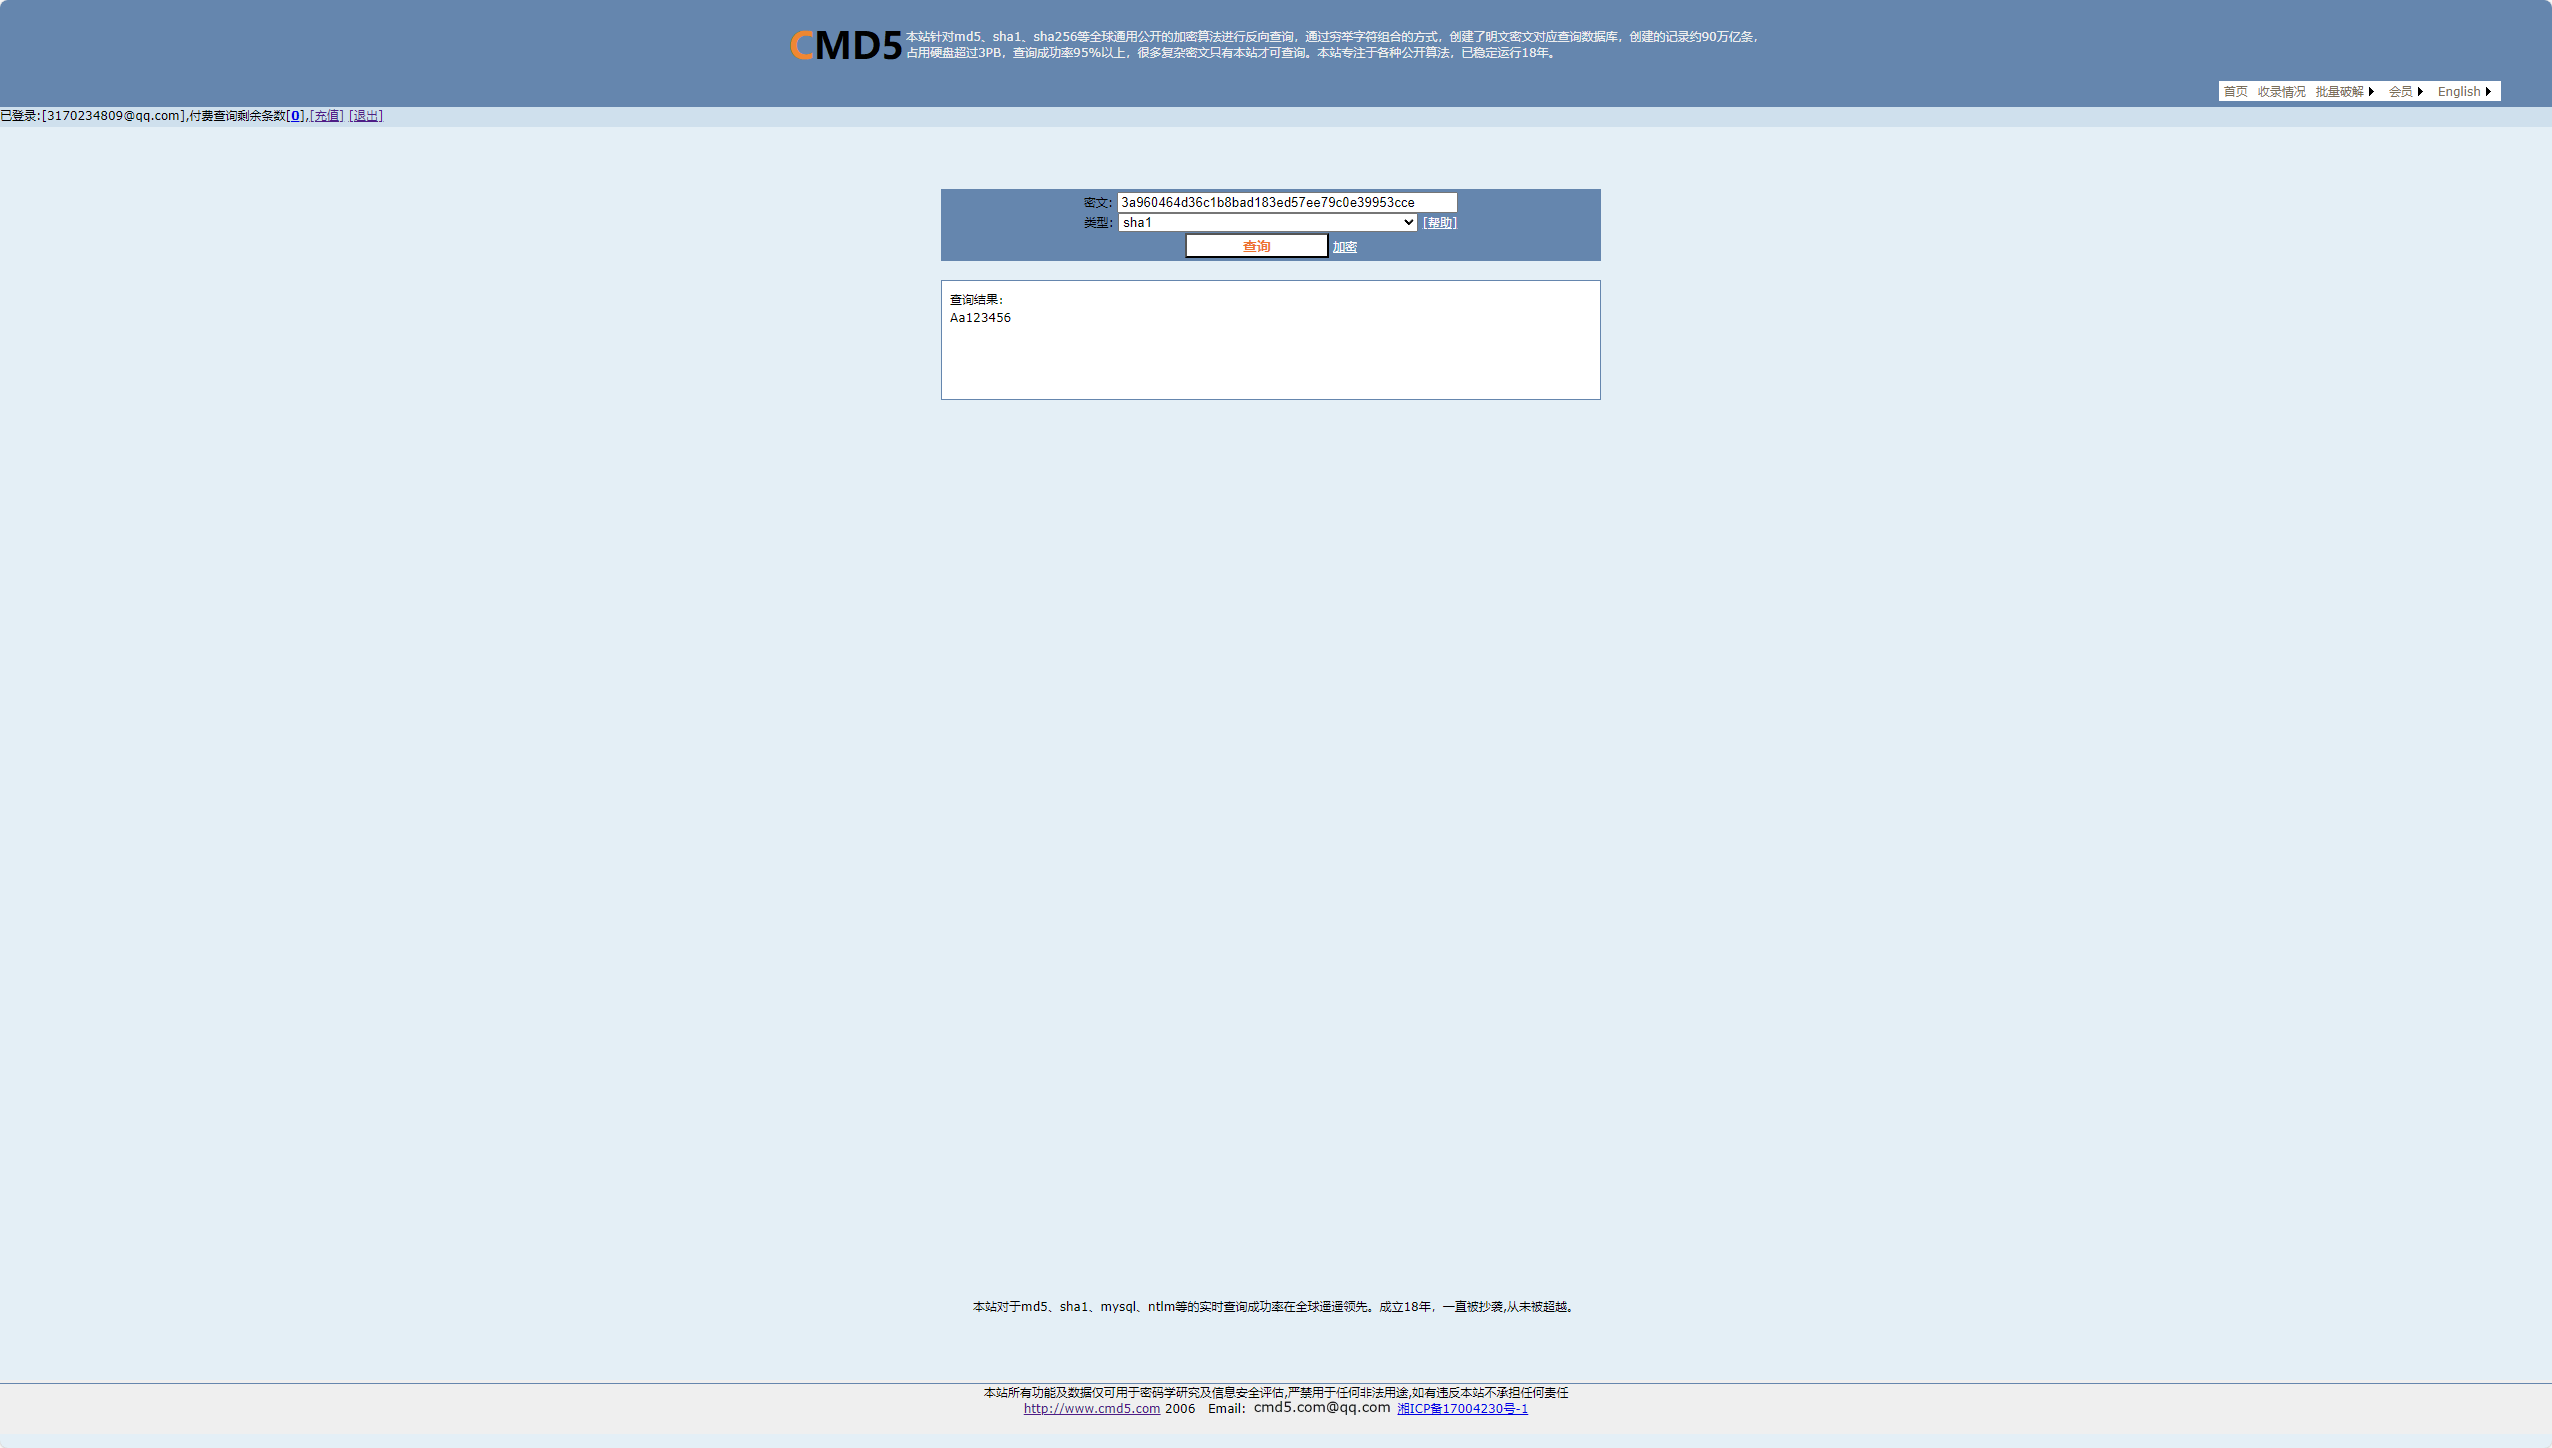 CMD5
本站针对md5、sha1、sha256等全球通用公开的加密算法进行反向查询，通过穷举字符组合的方式，创建了明文密文对应查询数据库，创建的记录约90万亿条，
占用硬盘超过3PB，查询成功率95%以上，很多复杂密文只有本站才可查询。本站专注于各种公开算法，已稳定运行18年。
首页 收录情况 批量破解 会员 English
已登录:[3170234809@qq.com],付费查询剩余条数[0],[充值] [退出]
密文: 3a960464d36c1b8bad183ed57ee79c0e39953cce
类型: sha1 [帮助]
查询 加密
查询结果：
Aa123456
本站对于md5、sha1、mysql、ntlm等的实时查询成功率在全球遥遥领先。成立18年，一直被抄袭,从未被超越。
本站所有功能及数据仅可用于密码学研究及信息安全评估,严禁用于任何非法用途,如有违反本站不承担任何责任
http://www.cmd5.com 2006 Email: cmd5.com@qq.com 湘ICP备17004230号-1